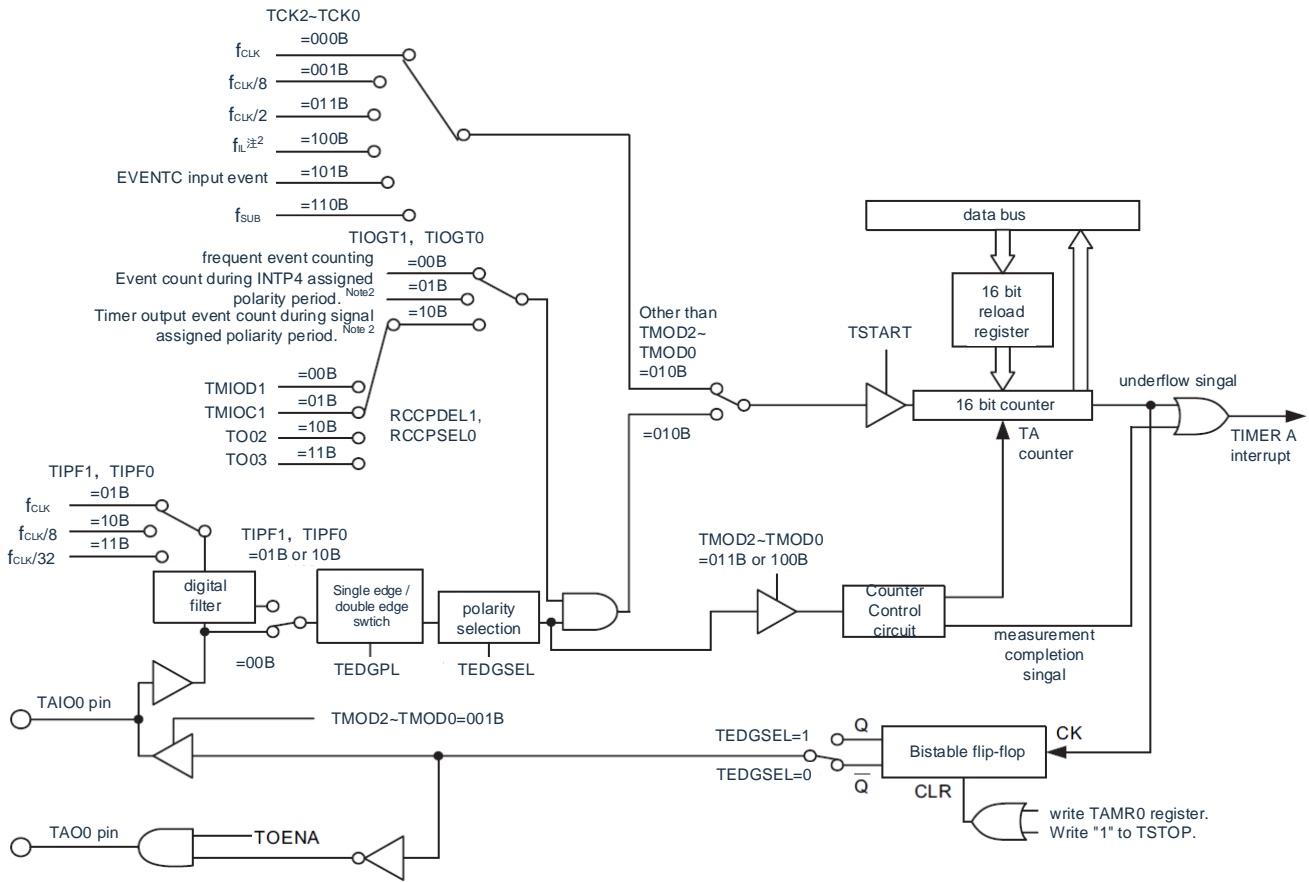 TCK2~TCK0
fCLK =000B
fCLK/8 =001B
fCLK/2 =011B
fIL注2 =100B
EVENTC input event =101B
fSUB =110B
TIOGT1, TIOGT0
frequent event counting
=00B
Event count during INTP4 assigned
polarity period. Note2
=01B
Timer output event count during signal
assigned poliarity period. Note 2
=10B
TMIOD1 =00B
TMIOC1 =01B
TO02 =10B
TO03 =11B
RCCPDEL1,
RCCPSEL0
Other than
TMOD2~
TMOD0
=010B
=010B
TSTART
data bus
16 bit
reload
register
16 bit counter
TA
counter
underflow singal
TIMER A
interrupt
TIPF1, TIPF0
fCLK =01B
fCLK/8 =10B
fCLK/32 =11B
digital
filter
TIPF1, TIPF0
=01B or 10B
=00B
Single edge /
double edge
swtich
TEDGPL
polarity
selection
TEDGSEL
TMOD2~TMOD0
=011B or 100B
Counter
Control
circuit
measurement
completion
singal
TAIO0 pin
TMOD2~TMOD0=001B
TEDGSEL=1
TEDGSEL=0
Q
Q̅
Bistable flip-flop
CK
CLR
write TAMR0 register.
Write "1" to TSTOP.
TAO0 pin
TOENA